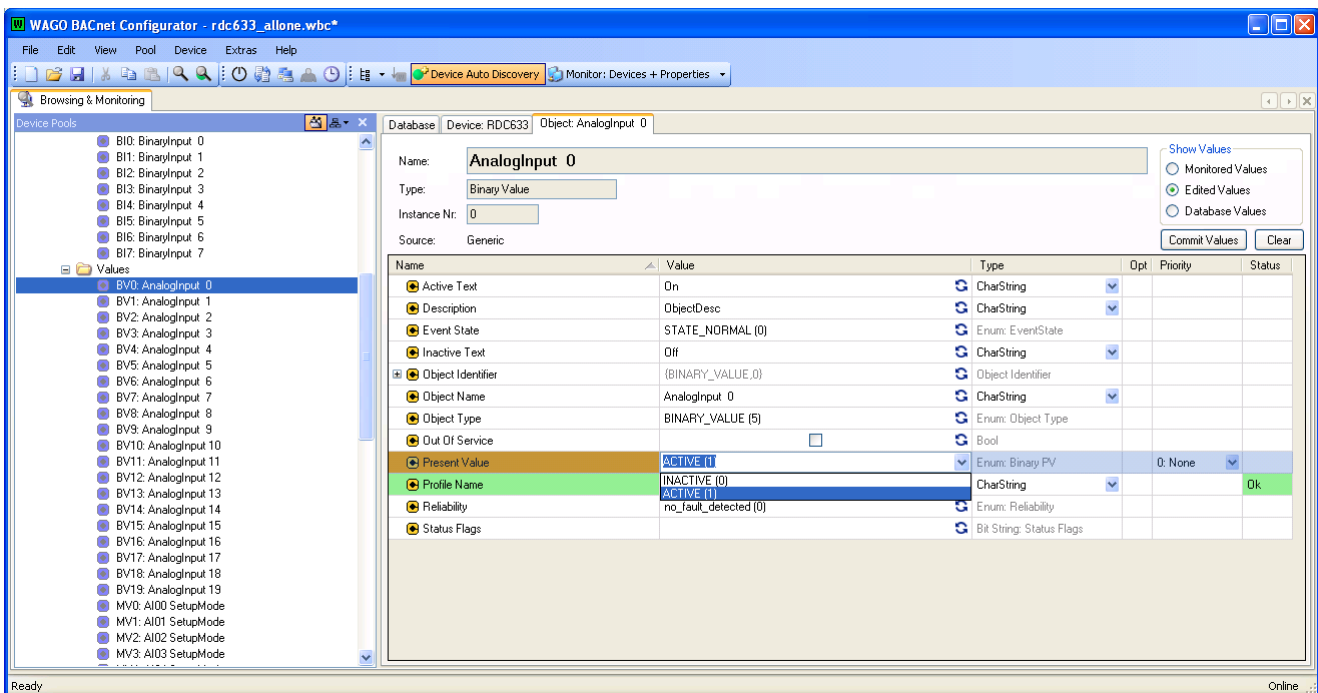 WAGO BACnet Configurator - rdc633_allone.wbc*
File Edit View Pool Device Extras Help
Device Auto Discovery Monitor: Devices + Properties
Browsing & Monitoring
Device Pools
BI0: BinaryInput 0
BI1: BinaryInput 1
BI2: BinaryInput 2
BI3: BinaryInput 3
BI4: BinaryInput 4
BI5: BinaryInput 5
BI6: BinaryInput 6
BI7: BinaryInput 7
Values
BV0: AnalogInput 0
BV1: AnalogInput 1
BV2: AnalogInput 2
BV3: AnalogInput 3
BV4: AnalogInput 4
BV5: AnalogInput 5
BV6: AnalogInput 6
BV7: AnalogInput 7
BV8: AnalogInput 8
BV9: AnalogInput 9
BV10: AnalogInput 10
BV11: AnalogInput 11
BV12: AnalogInput 12
BV13: AnalogInput 13
BV14: AnalogInput 14
BV15: AnalogInput 15
BV16: AnalogInput 16
BV17: AnalogInput 17
BV18: AnalogInput 18
BV19: AnalogInput 19
MV0: AI00 SetupMode
MV1: AI01 SetupMode
MV2: AI02 SetupMode
MV3: AI03 SetupMode
Database Device: RDC633 Object: AnalogInput 0
Name: AnalogInput 0
Type: Binary Value
Instance Nr: 0
Source: Generic
Show Values
Monitored Values
Edited Values
Database Values
Commit Values Clear
Name Value Type Opt Priority Status
Active Text On CharString
Description ObjectDesc CharString
Event State STATE_NORMAL (0) Enum: EventState
Inactive Text Off CharString
Object Identifier (BINARY_VALUE,0) Object Identifier
Object Name AnalogInput 0 CharString
Object Type BINARY_VALUE (5) Enum: Object Type
Out Of Service Bool
Present Value ACTIVE (1) Enum: Binary PV 0: None
INACTIVE (0)
Profile Name CharString Ok
ACTIVE (1)
Reliability no_fault_detected (0) Enum: Reliability
Status Flags Bit String: Status Flags
Ready Online